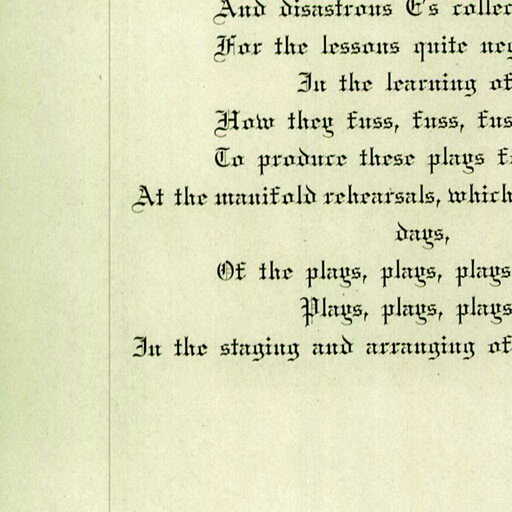 And disastrous E's collec
For the lessons quite neg
In the learning of
How they fuss, fuss, fus
To produce these plays f
At the manifold rehearsals, which
days,
Of the plays, plays, plays
Plays, plays, plays
In the staging and arranging of